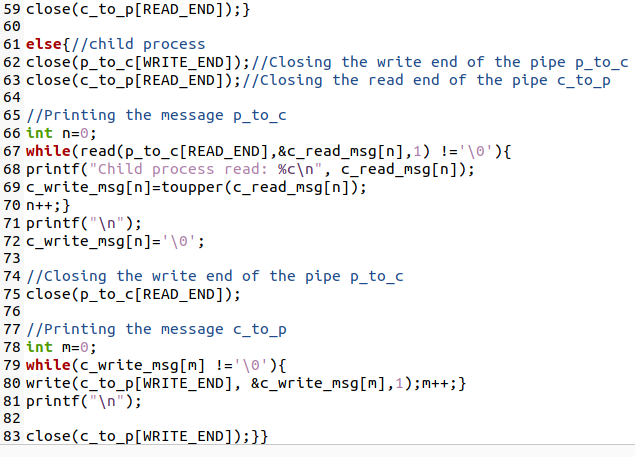 59 close(c_to_p[READ_END]);}
60
61 else{//child process
62 close(p_to_c[WRITE_END]);//Closing the write end of the pipe p_to_c
63 close(c_to_p[READ_END]);//Closing the read end of the pipe c_to_p
64
65 //Printing the message p_to_c
66 int n=0;
67 while(read(p_to_c[READ_END],&c_read_msg[n],1) !='\0'){
68 printf("Child process read: %c\n", c_read_msg[n]);
69 c_write_msg[n]=toupper(c_read_msg[n]);
70 n++;}
71 printf("\n");
72 c_write_msg[n]='\0';
73
74 //Closing the write end of the pipe p_to_c
75 close(p_to_c[READ_END]);
76
77 //Printing the message c_to_p
78 int m=0;
79 while(c_write_msg[m] !='\0'){
80 write(c_to_p[WRITE_END], &c_write_msg[m],1);m++;}
81 printf("\n");
82
83 close(c_to_p[WRITE_END]);}}